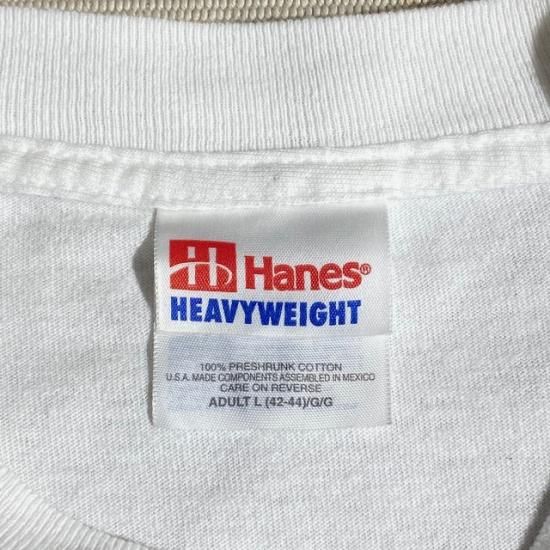 H Hanes®
HEAVYWEIGHT
100% PRESHRUNK COTTON
U.S.A. MADE COMPONENTS ASSEMBLED IN MEXICO
CARE ON REVERSE
ADULT L (42-44)/G/G